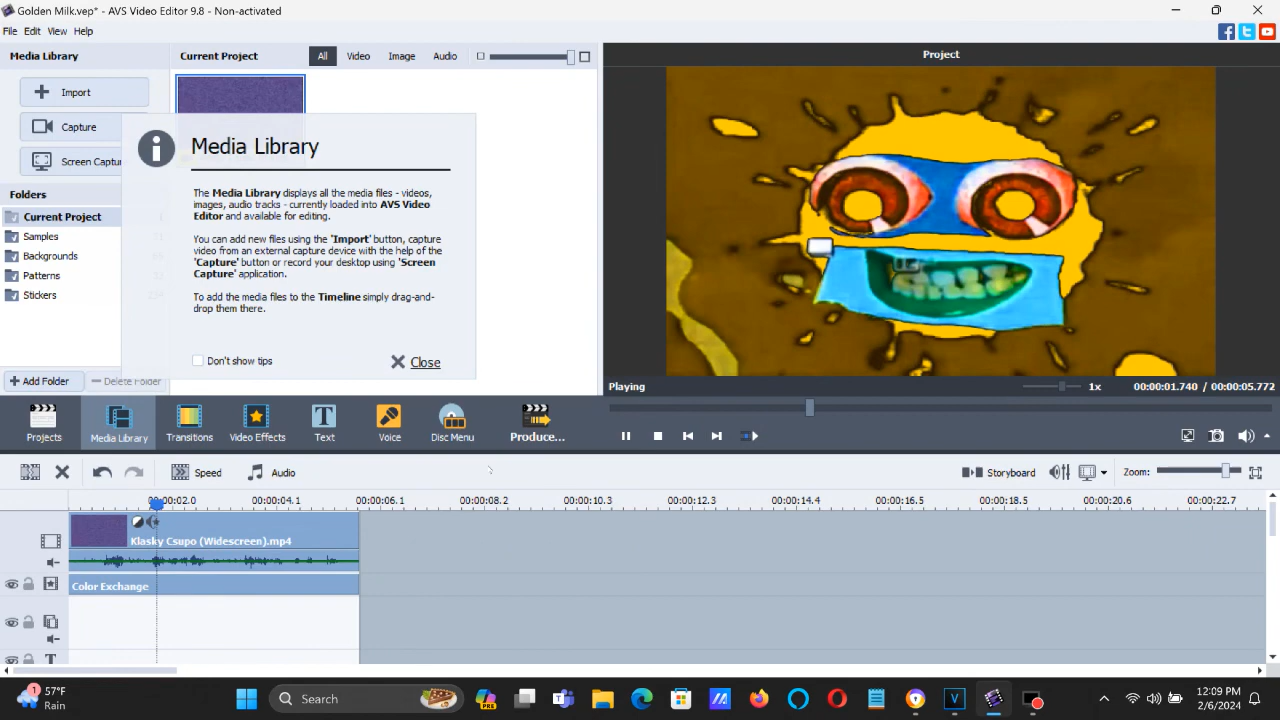 Golden Milk.vep* - AVS Video Editor 9.8 - Non-activated
File Edit View Help
Media Library
Current Project
All Video Image Audio
Project
Import
Capture
Screen Captu
Folders
Current Project 1
Samples
Backgrounds
Patterns
Stickers
Add Folder
Delete Folder
Media Library
The Media Library displays all the media files - videos,
images, audio tracks - currently loaded into AVS Video
Editor and available for editing.
You can add new files using the 'Import' button, capture
video from an external capture device with the help of the
'Capture' button or record your desktop using 'Screen
Capture' application.
To add the media files to the Timeline simply drag-and-
drop them there.
Don't show tips
Close
Playing
1x
00:00:01.740 / 00:00:05.772
Projects
Media Library
Transitions
Video Effects
Text
Voice
Disc Menu
Produce...
Speed
Audio
Storyboard
Zoom:
00:00:02.0 00:00:04.1 00:00:06.1 00:00:08.2 00:00:10.3 00:00:12.3 00:00:14.4 00:00:16.5 00:00:18.5 00:00:20.6 00:00:22.7
Klasky Csupo (Widescreen).mp4
Color Exchange
T
1
57°F
Rain
Search
PRE
12:09 PM
2/6/2024